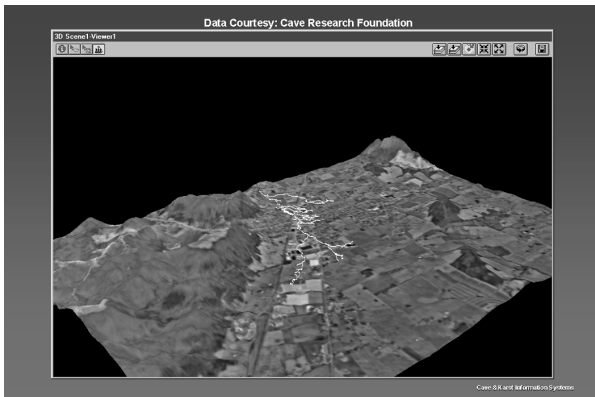 Data Courtesy: Cave Research Foundation
3D Scene1-Viewer1
Cave & Karst Information Systems